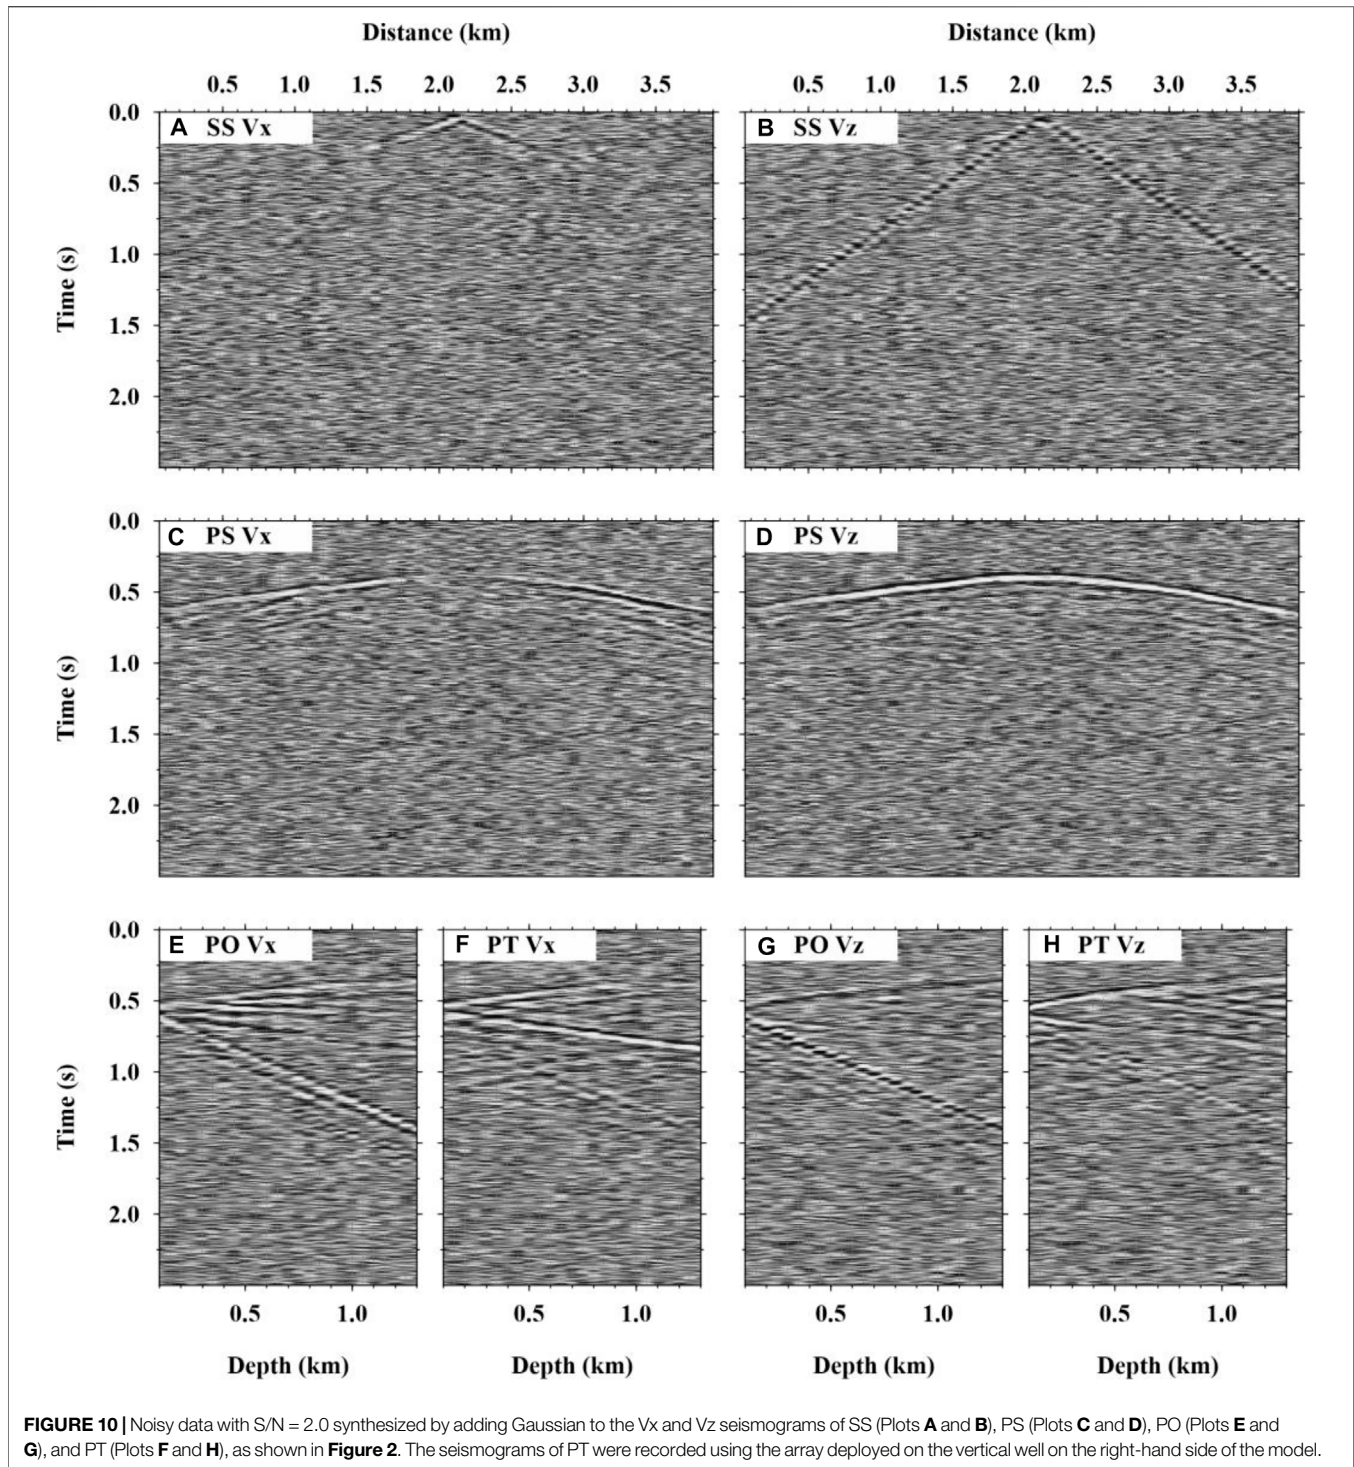 Distance (km) Distance (km)
0.5 1.0 1.5 2.0 2.5 3.0 3.5 0.5 1.0 1.5 2.0 2.5 3.0 3.5
0.0
A SS Vx B SS Vz
0.5
1.0
1.5
2.0
Time (s)
0.0
C PS Vx D PS Vz
0.5
1.0
1.5
2.0
Time (s)
0.0
E PO Vx F PT Vx G PO Vz H PT Vz
0.5
1.0
1.5
2.0
Time (s)
0.5 1.0 0.5 1.0 0.5 1.0 0.5 1.0
Depth (km) Depth (km) Depth (km) Depth (km)
FIGURE 10 | Noisy data with S/N = 2.0 synthesized by adding Gaussian to the Vx and Vz seismograms of SS (Plots A and B), PS (Plots C and D), PO (Plots E and
G), and PT (Plots F and H), as shown in Figure 2. The seismograms of PT were recorded using the array deployed on the vertical well on the right-hand side of the model.